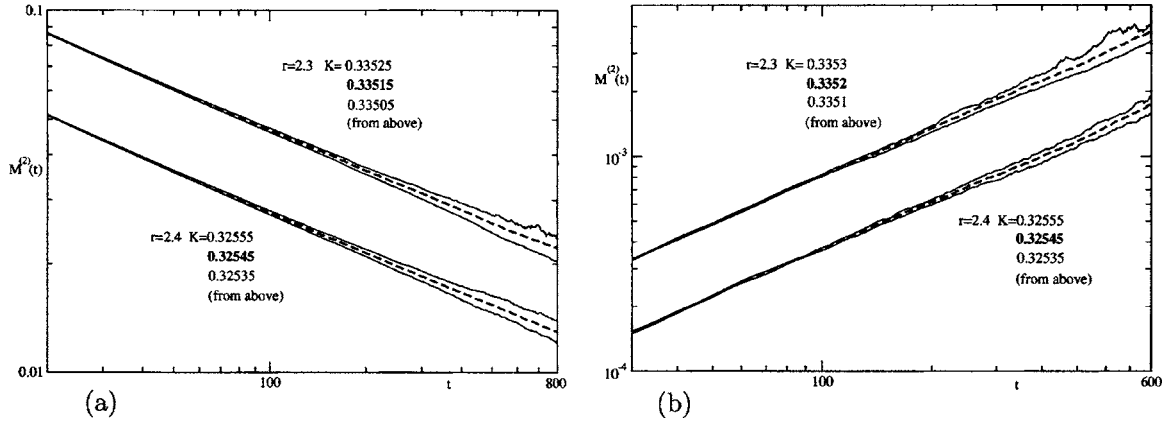 0.1
r=2.3 K= 0.33525
0.33515
0.33505
(from above)
M⁽²⁾(t)
r=2.4 K=0.32555
0.32545
0.32535
(from above)
0.01
100
t
800
(a)
M⁽²⁾(t)
r=2.3 K= 0.3353
0.3352
0.3351
(from above)
10⁻³
r=2.4 K=0.32555
0.32545
0.32535
(from above)
10⁻⁴
100
t
600
(b)